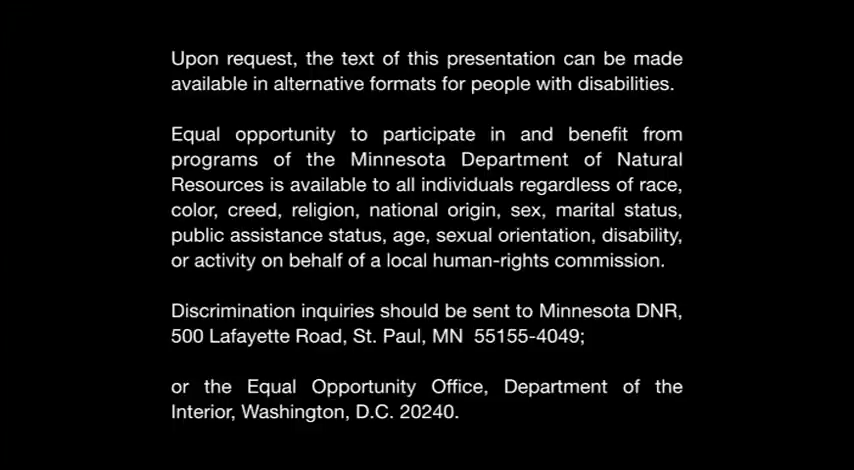 Upon request, the text of this presentation can be made
available in alternative formats for people with disabilities.
Equal opportunity to participate in and benefit from
programs of the Minnesota Department of Natural
Resources is available to all individuals regardless of race,
color, creed, religion, national origin, sex, marital status,
public assistance status, age, sexual orientation, disability,
or activity on behalf of a local human-rights commission.
Discrimination inquiries should be sent to Minnesota DNR,
500 Lafayette Road, St. Paul, MN  55155-4049;
or the Equal Opportunity Office, Department of the
Interior, Washington, D.C. 20240.